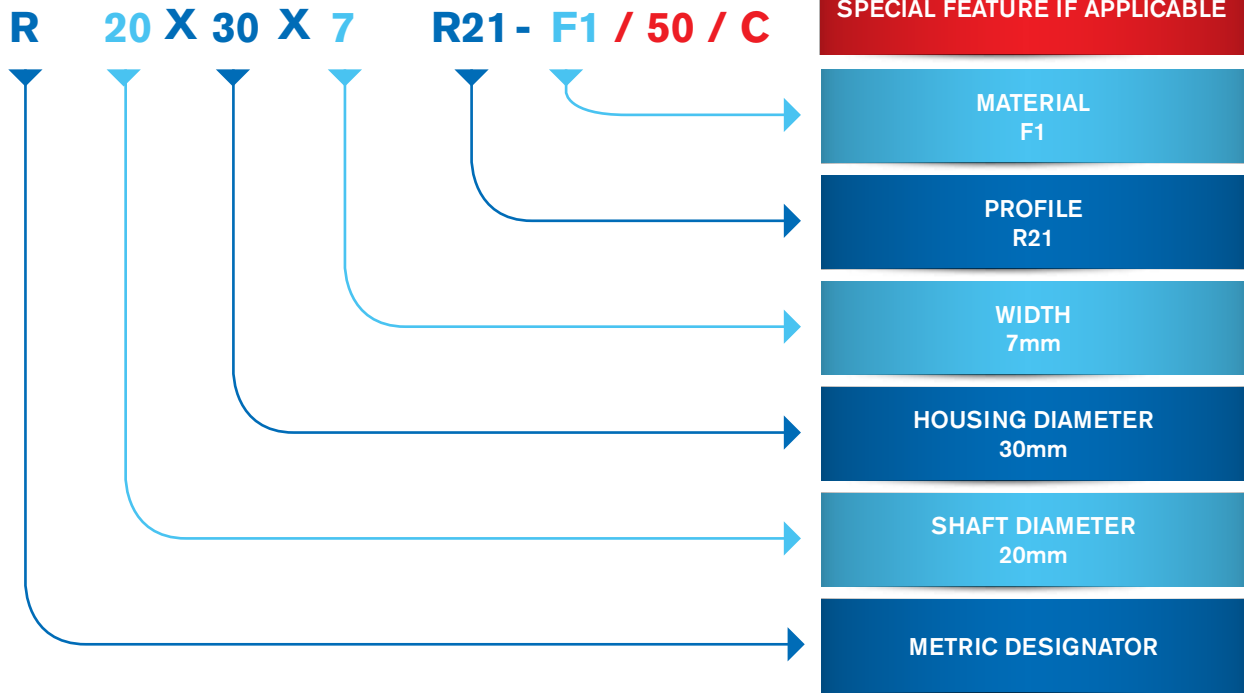 R 20 X 30 X 7 R21 - F1 / 50 / C
SPECIAL FEATURE IF APPLICABLE
MATERIAL
F1
PROFILE
R21
WIDTH
7mm
HOUSING DIAMETER
30mm
SHAFT DIAMETER
20mm
METRIC DESIGNATOR